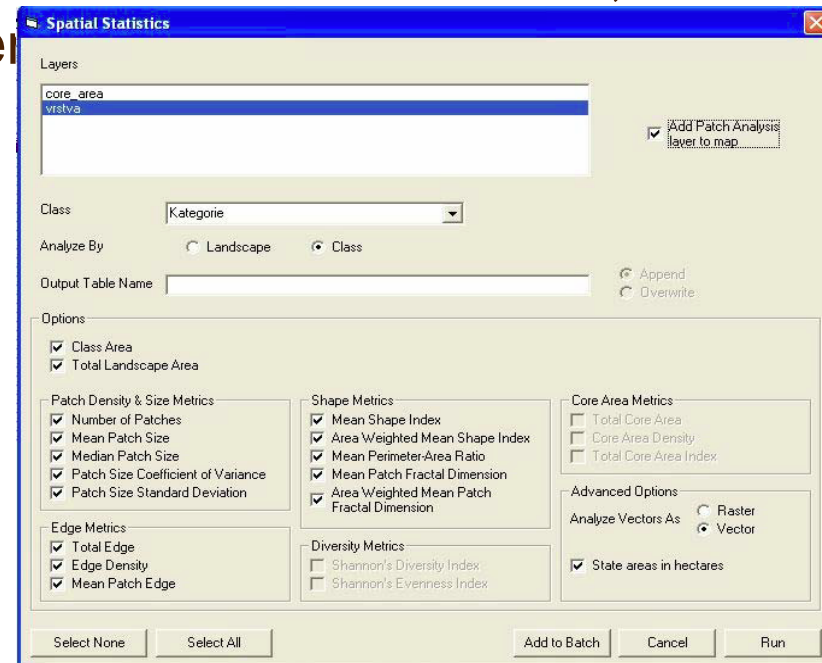 er
Spatial Statistics
Layers
core_area
vrstva
Add Patch Analysis
layer to map
Class
Kategorie
Analyze By
Landscape
Class
Output Table Name
Append
Overwrite
Options
Class Area
Total Landscape Area
Patch Density & Size Metrics
Number of Patches
Mean Patch Size
Median Patch Size
Patch Size Coefficient of Variance
Patch Size Standard Deviation
Edge Metrics
Total Edge
Edge Density
Mean Patch Edge
Shape Metrics
Mean Shape Index
Area Weighted Mean Shape Index
Mean Perimeter-Area Ratio
Mean Patch Fractal Dimension
Area Weighted Mean Patch
Fractal Dimension
Diversity Metrics
Shannon's Diversity Index
Shannon's Evenness Index
Core Area Metrics
Total Core Area
Core Area Density
Total Core Area Index
Advanced Options
Analyze Vectors As
Raster
Vector
State areas in hectares
Select None
Select All
Add to Batch
Cancel
Run